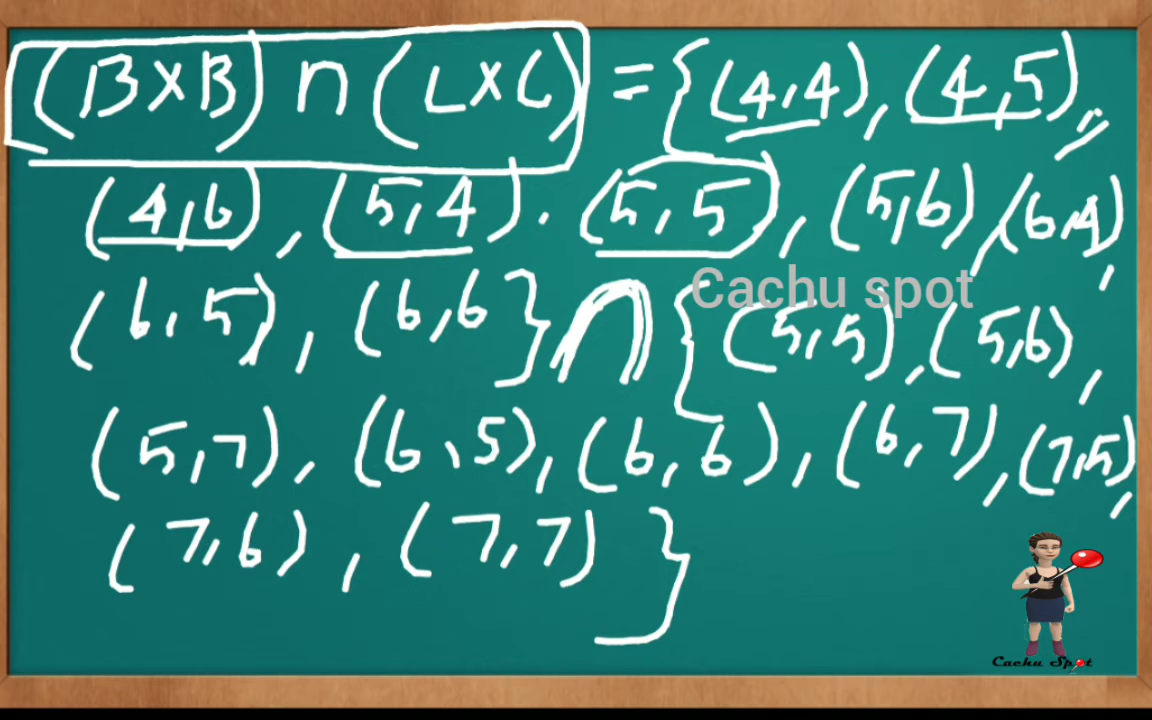 (B×B) ∩ (C×C) = {(4,4), (4,5),
(4,6), (5,4). (5,5), (5,6), (6,4),
(6,5), (6,6} ∩ {(5,5), (5,6),
Cachu spot
(5,7), (6,5), (6,6), (6,7), (7,5),
(7,6), (7,7)}
Cachu Spot